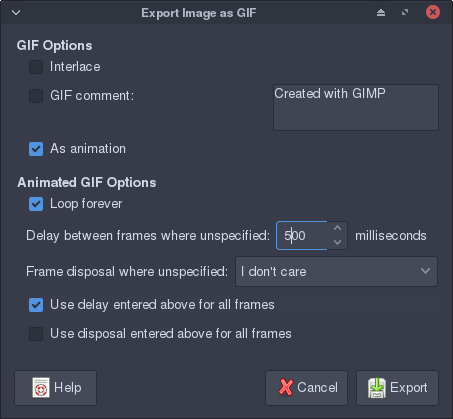 Export Image as GIF
GIF Options
Interlace
GIF comment:
Created with GIMP
As animation
Animated GIF Options
Loop forever
Delay between frames where unspecified: 500 milliseconds
Frame disposal where unspecified: I don't care
Use delay entered above for all frames
Use disposal entered above for all frames
Help Cancel Export